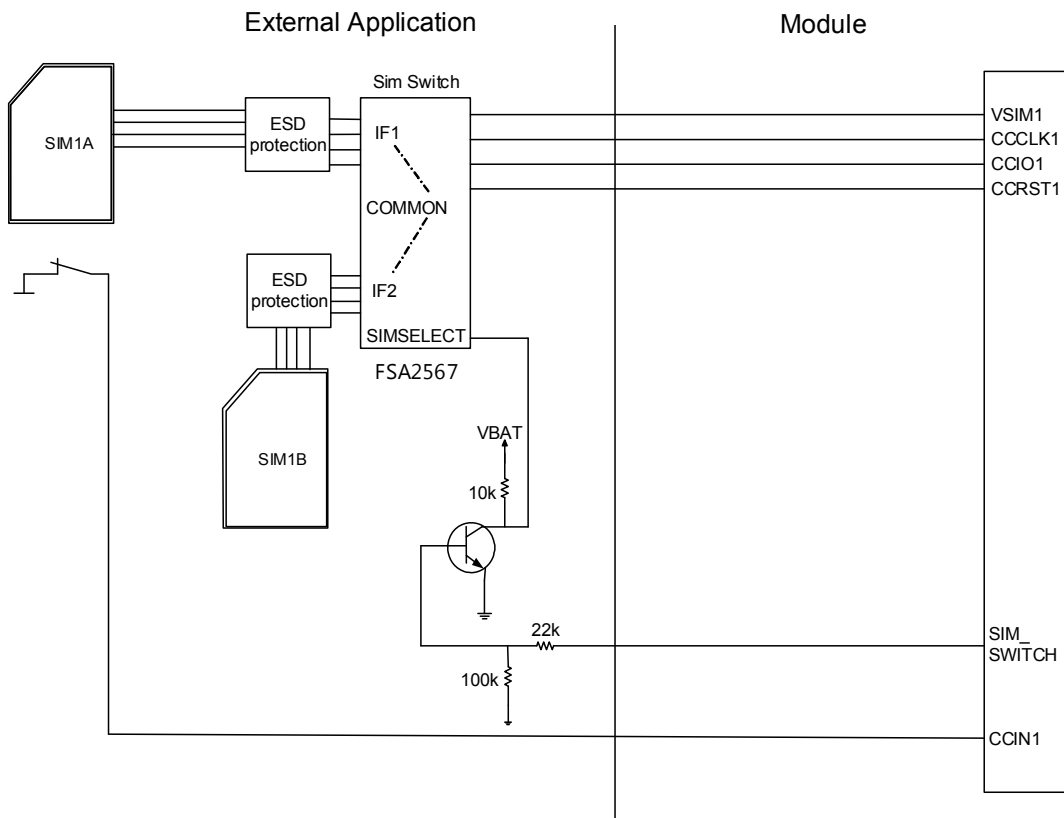 External Application
Module
Sim Switch
SIM1A
ESD
protection
IF1
COMMON
IF2
SIMSELECT
FSA2567
ESD
protection
SIM1B
VBAT
10k
22k
100k
VSIM1
CCCLK1
CCIO1
CCRST1
SIM_
SWITCH
CCIN1